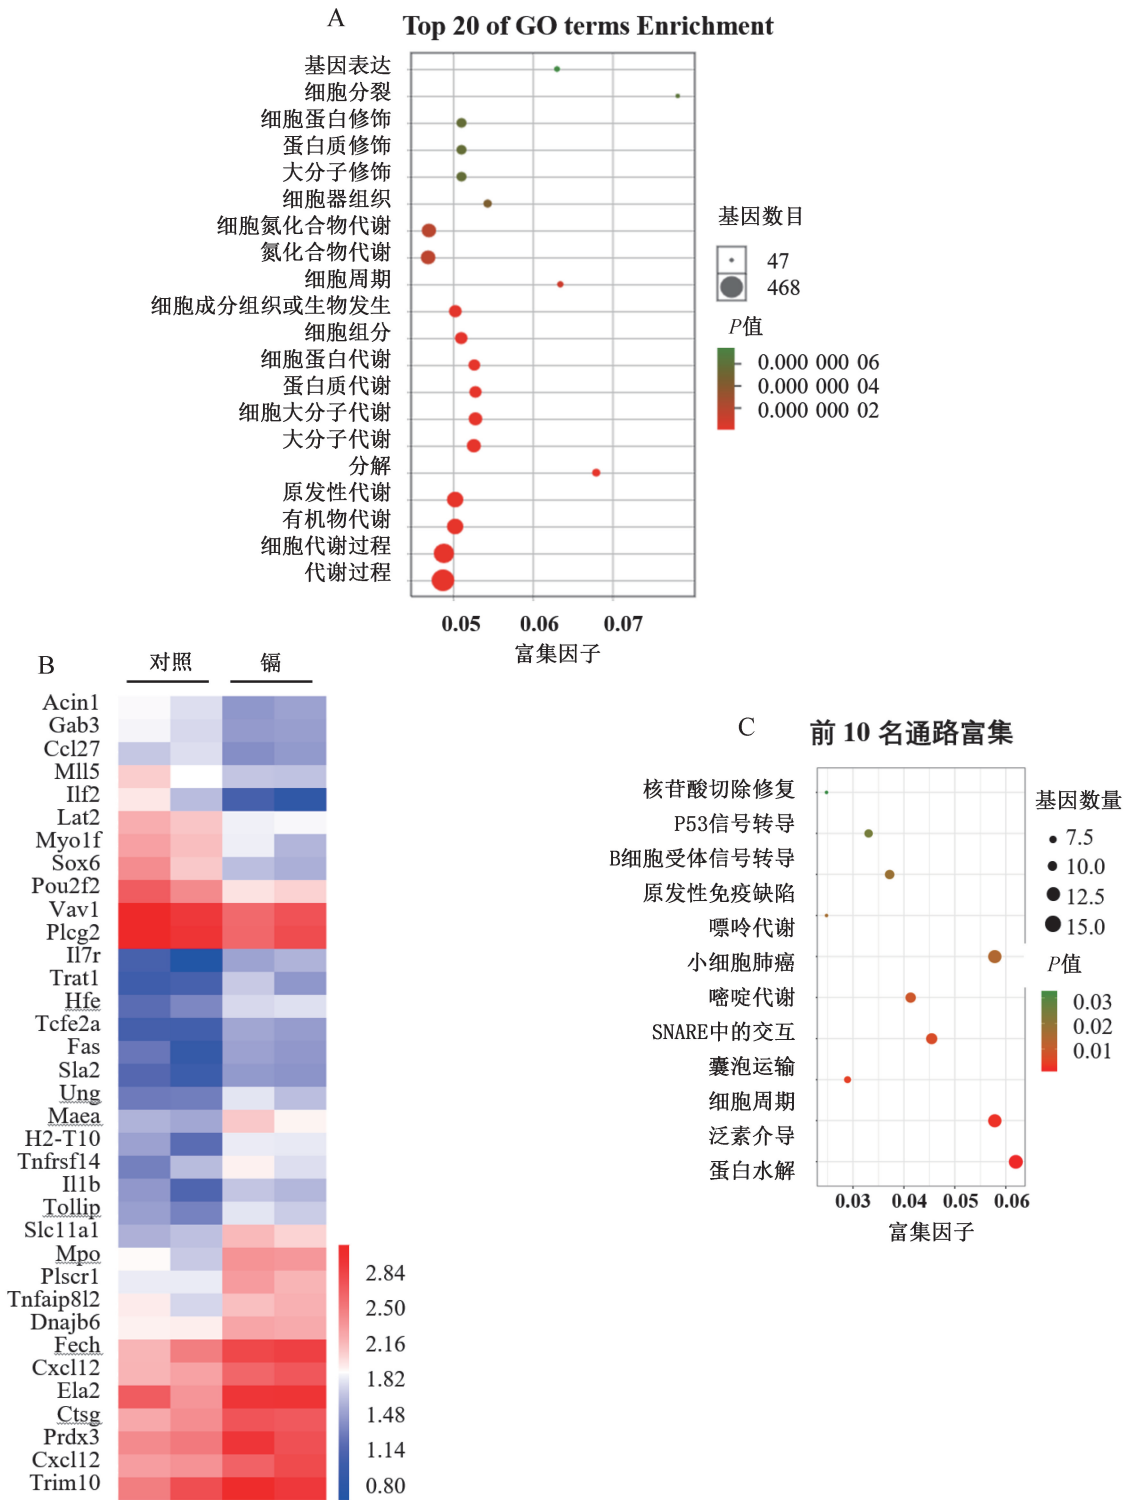 A
Top 20 of GO terms Enrichment
基因表达
细胞分裂
细胞蛋白修饰
蛋白质修饰
大分子修饰
细胞器组织
细胞氮化合物代谢
氮化合物代谢
细胞周期
细胞成分组织或生物发生
细胞组分
细胞蛋白代谢
蛋白质代谢
细胞大分子代谢
大分子代谢
分解
原发性代谢
有机物代谢
细胞代谢过程
代谢过程
0.05 0.06 0.07
富集因子
基因数目
47
468
P值
0.000 000 06
0.000 000 04
0.000 000 02
B
对照 镉
Acin1
Gab3
Ccl27
Mll5
Ilf2
Lat2
Myo1f
Sox6
Pou2f2
Vav1
Plcg2
Il7r
Trat1
Hfe
Tcfe2a
Fas
Sla2
Ung
Maea
H2-T10
Tnfrsf14
Il1b
Tollip
Slc11a1
Mpo
Plscr1
Tnfaip8l2
Dnajb6
Fech
Cxcl12
Ela2
Ctsg
Prdx3
Cxcl12
Trim10
2.84
2.50
2.16
1.82
1.48
1.14
0.80
C
前 10 名通路富集
核苷酸切除修复
P53信号转导
B细胞受体信号转导
原发性免疫缺陷
嘌呤代谢
小细胞肺癌
嘧啶代谢
SNARE中的交互
囊泡运输
细胞周期
泛素介导
蛋白水解
0.03 0.04 0.05 0.06
富集因子
基因数量
7.5
10.0
12.5
15.0
P值
0.03
0.02
0.01